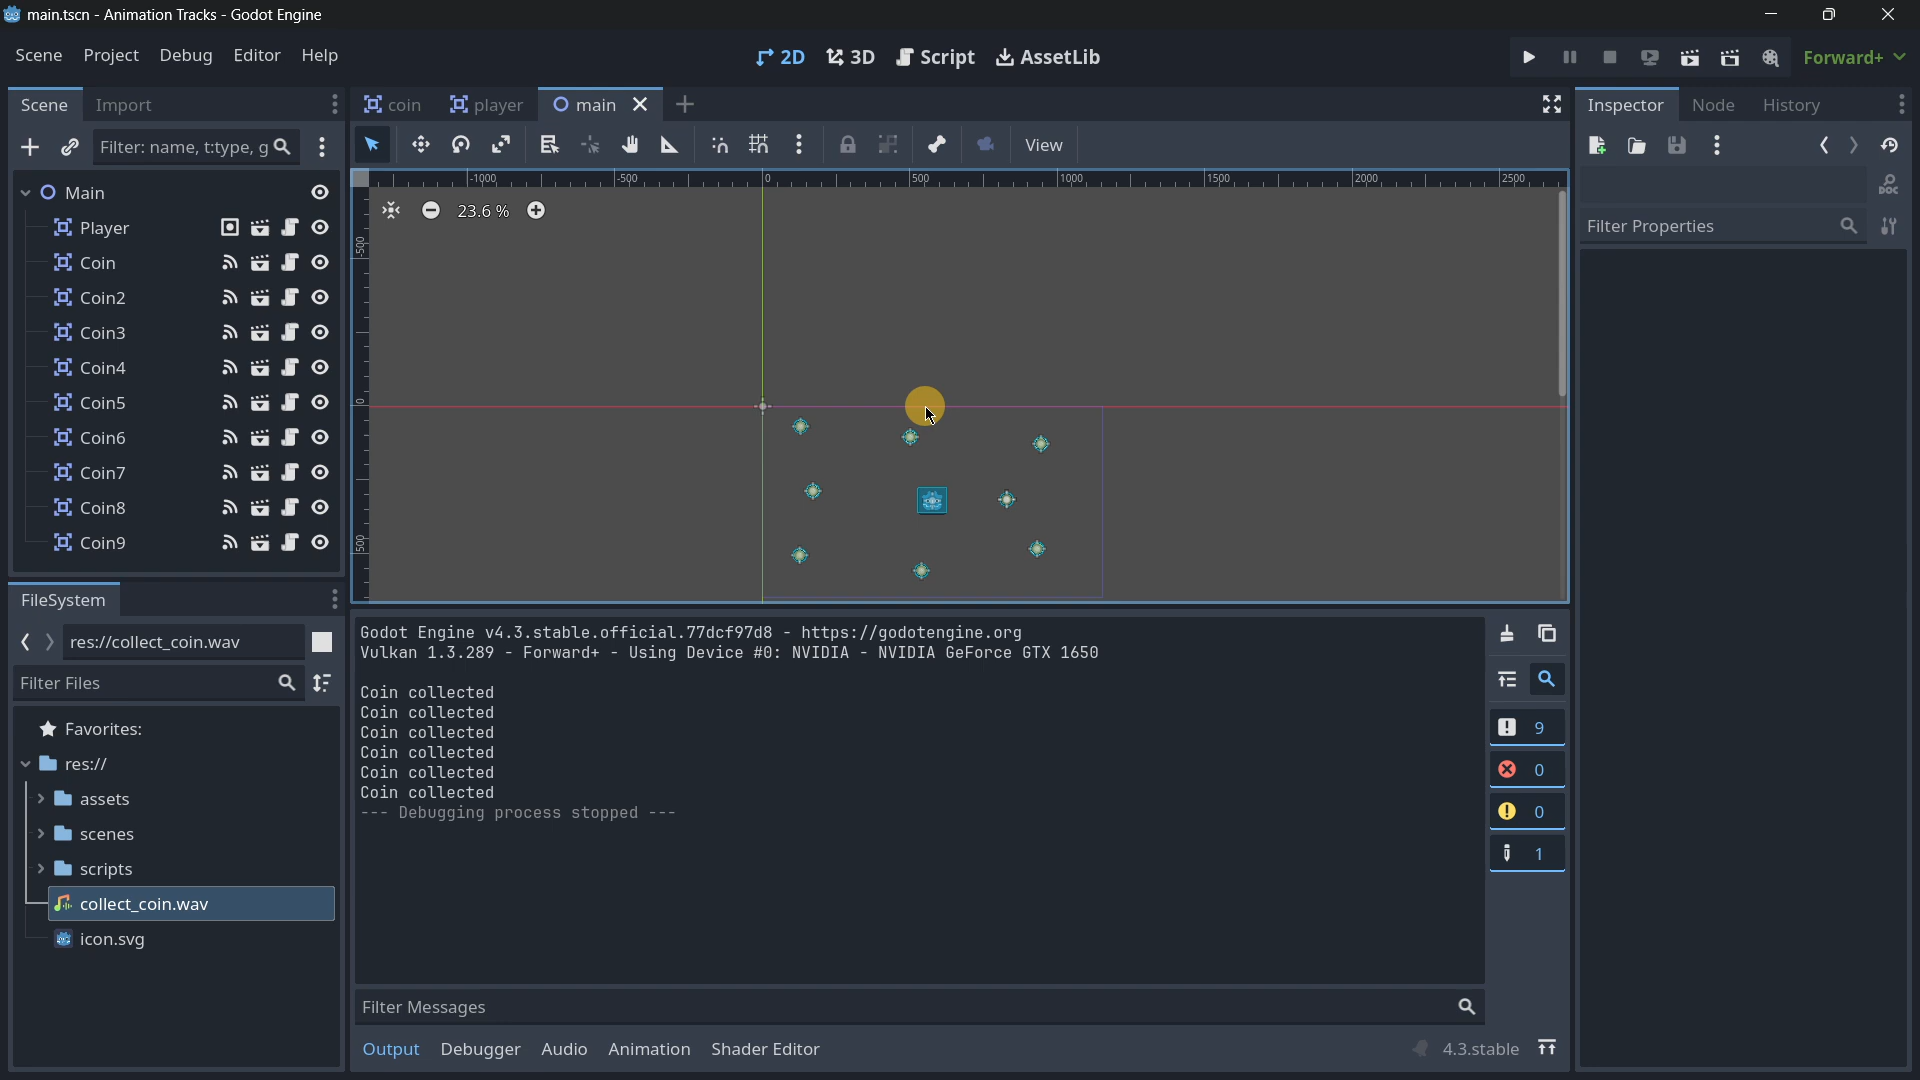 main.tscn - Animation Tracks - Godot Engine
Scene Project Debug Editor Help
2D 3D Script AssetLib
Forward+
Scene Import
Filter: name, t:type, g
Main
Player
Coin
Coin2
Coin3
Coin4
Coin5
Coin6
Coin7
Coin8
Coin9
FileSystem
res://collect_coin.wav
Filter Files
Favorites:
res://
assets
scenes
scripts
collect_coin.wav
icon.svg
coin player main
View
-1000 -500 0 500 1000 1500 2000 2500
-500
0
500
23.6 %
Godot Engine v4.3.stable.official.77dcf97d8 - https://godotengine.org
Vulkan 1.3.289 - Forward+ - Using Device #0: NVIDIA - NVIDIA GeForce GTX 1650
Coin collected
Coin collected
Coin collected
Coin collected
Coin collected
Coin collected
--- Debugging process stopped ---
9
0
0
1
Filter Messages
Output Debugger Audio Animation Shader Editor
4.3.stable
Inspector Node History
DOC
Filter Properties